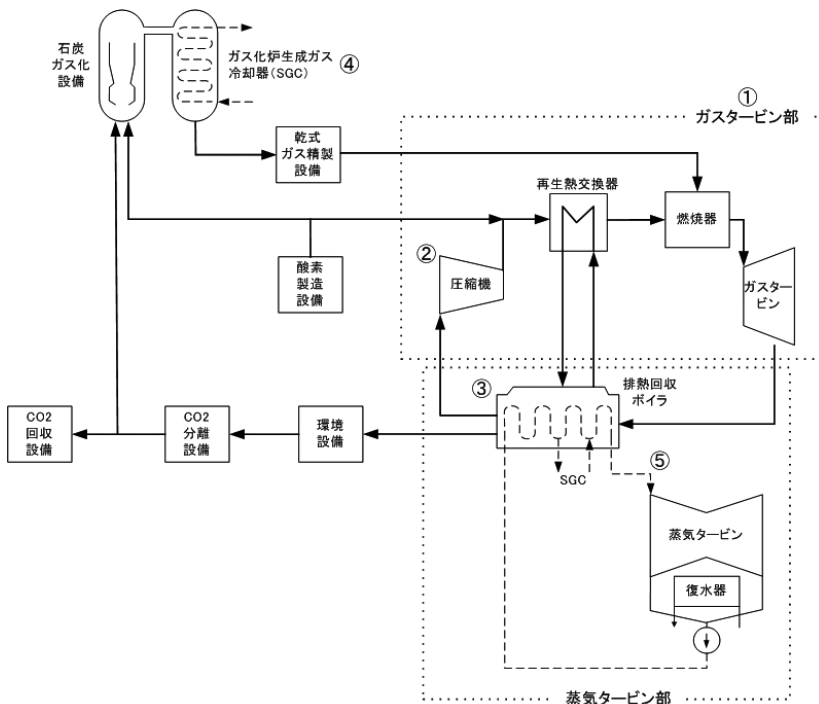 石炭
ガス化
設備
ガス化炉生成ガス
冷却器(SGC)
④
①
ガスタービン部
乾式
ガス精製
設備
再生熱交換器
燃焼器
②
圧縮機
酸素
製造
設備
ガスター
ビン
③
排熱回収
ボイラ
CO2
回収
設備
CO2
分離
設備
環境
設備
SGC
⑤
蒸気タービン
復水器
蒸気タービン部